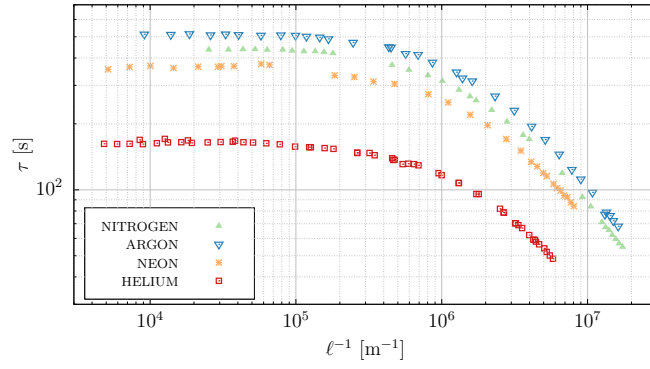 τ [s]
10²
NITROGEN
ARGON
NEON
HELIUM
10⁴ 10⁵ 10⁶ 10⁷
ℓ⁻¹ [m⁻¹]